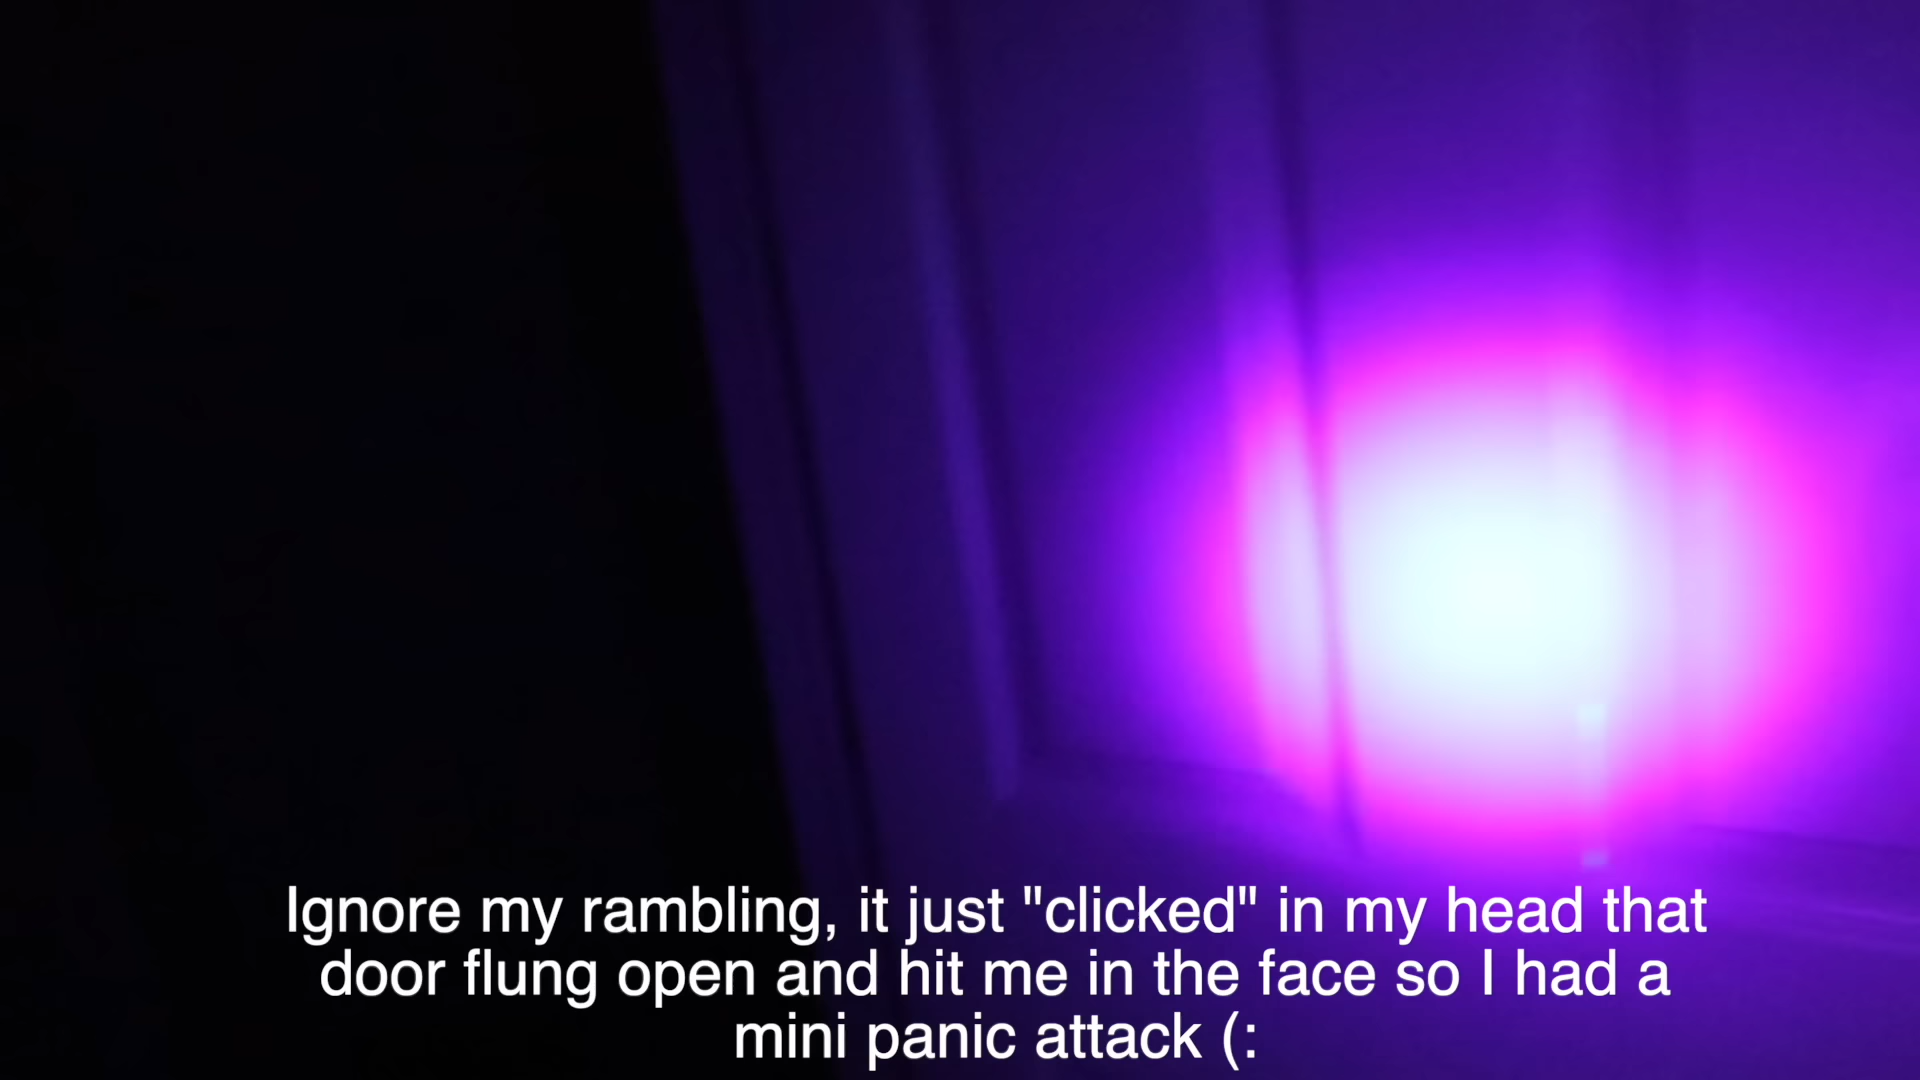 Ignore my rambling, it just "clicked" in my head that
door flung open and hit me in the face so I had a
mini panic attack (: